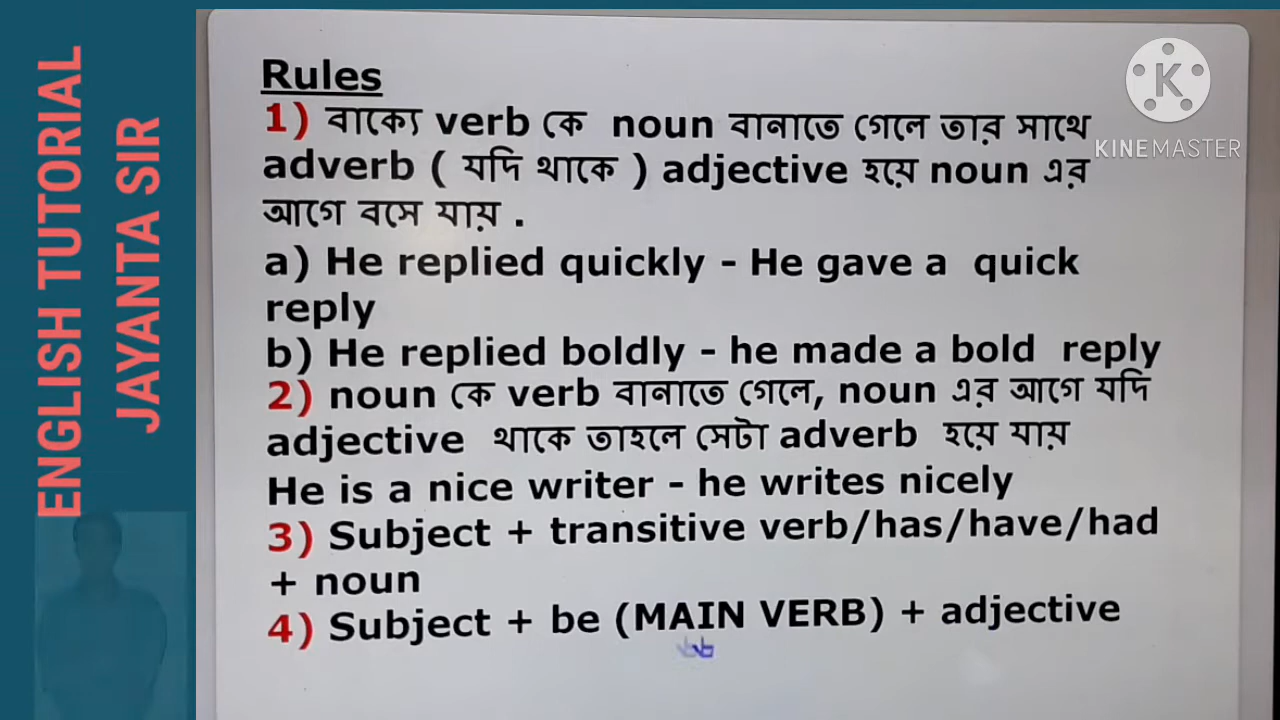 ENGLISH TUTORIAL
JAYANTA SIR
Rules
1) বাক্যে verb কে noun বানাতে গেলে তার সাথে
adverb ( যদি থাকে ) adjective হয়ে noun এর
আগে বসে যায় .
a) He replied quickly - He gave a quick
reply
b) He replied boldly - he made a bold reply
2) noun কে verb বানাতে গেলে, noun এর আগে যদি
adjective থাকে তাহলে সেটা adverb হয়ে যায়
He is a nice writer - he writes nicely
3) Subject + transitive verb/has/have/had
+ noun
4) Subject + be (MAIN VERB) + adjective
K
KINEMASTER